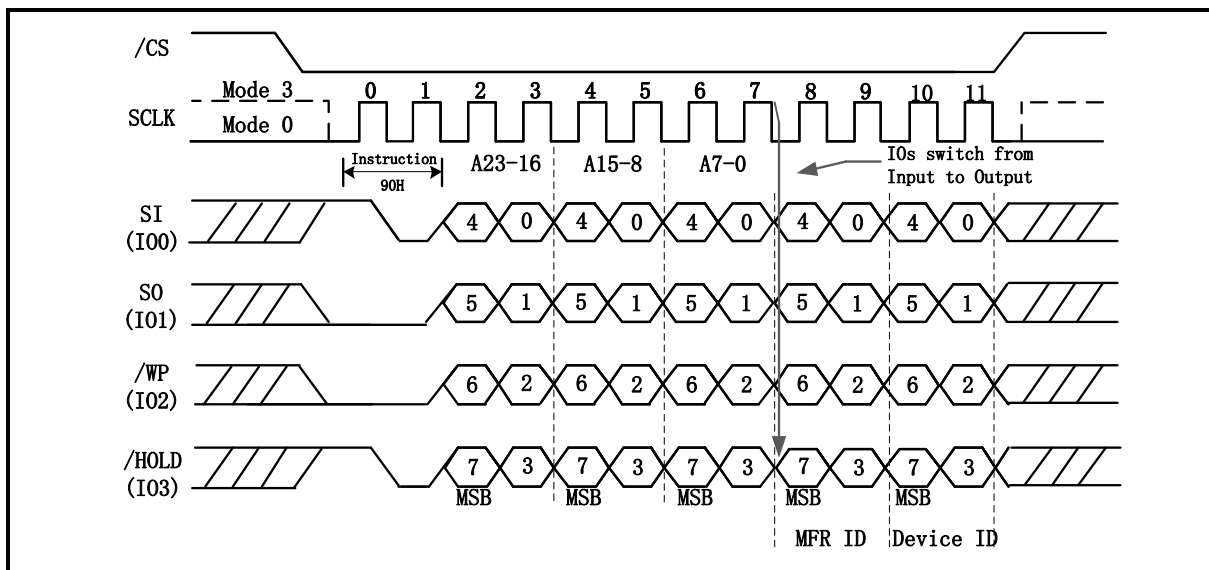 /CS
Mode 3
0 1 2 3 4 5 6 7 8 9 10 11
SCLK
Mode 0
Instruction
90H
A23-16 A15-8 A7-0
IOs switch from
Input to Output
SI
(IO0)
4 0 4 0 4 0 4 0 4 0
SO
(IO1)
5 1 5 1 5 1 5 1 5 1
/WP
(IO2)
6 2 6 2 6 2 6 2 6 2
/HOLD
(IO3)
7 3 7 3 7 3 7 3 7 3
MSB MSB MSB MSB MSB
MFR ID Device ID